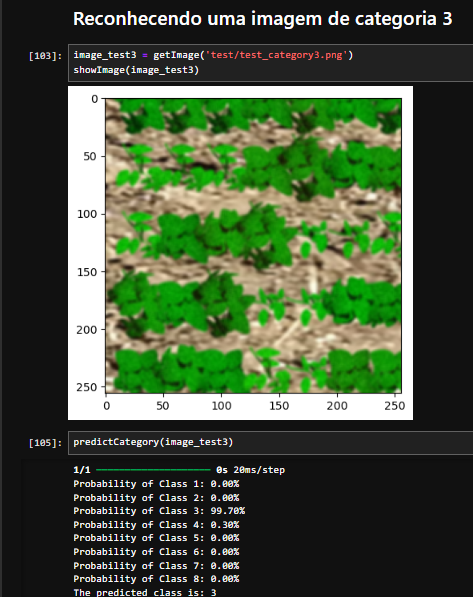 Reconhecendo uma imagem de categoria 3
[103]: image_test3 = getImage('test/test_category3.png')
showImage(image_test3)
0
50
100
150
200
250
0 50 100 150 200 250
[105]: predictCategory(image_test3)
1/1 ━━━━━━━━━━━━━━━━━━━━ 0s 20ms/step
Probability of Class 1: 0.00%
Probability of Class 2: 0.00%
Probability of Class 3: 99.70%
Probability of Class 4: 0.30%
Probability of Class 5: 0.00%
Probability of Class 6: 0.00%
Probability of Class 7: 0.00%
Probability of Class 8: 0.00%
The predicted class is: 3